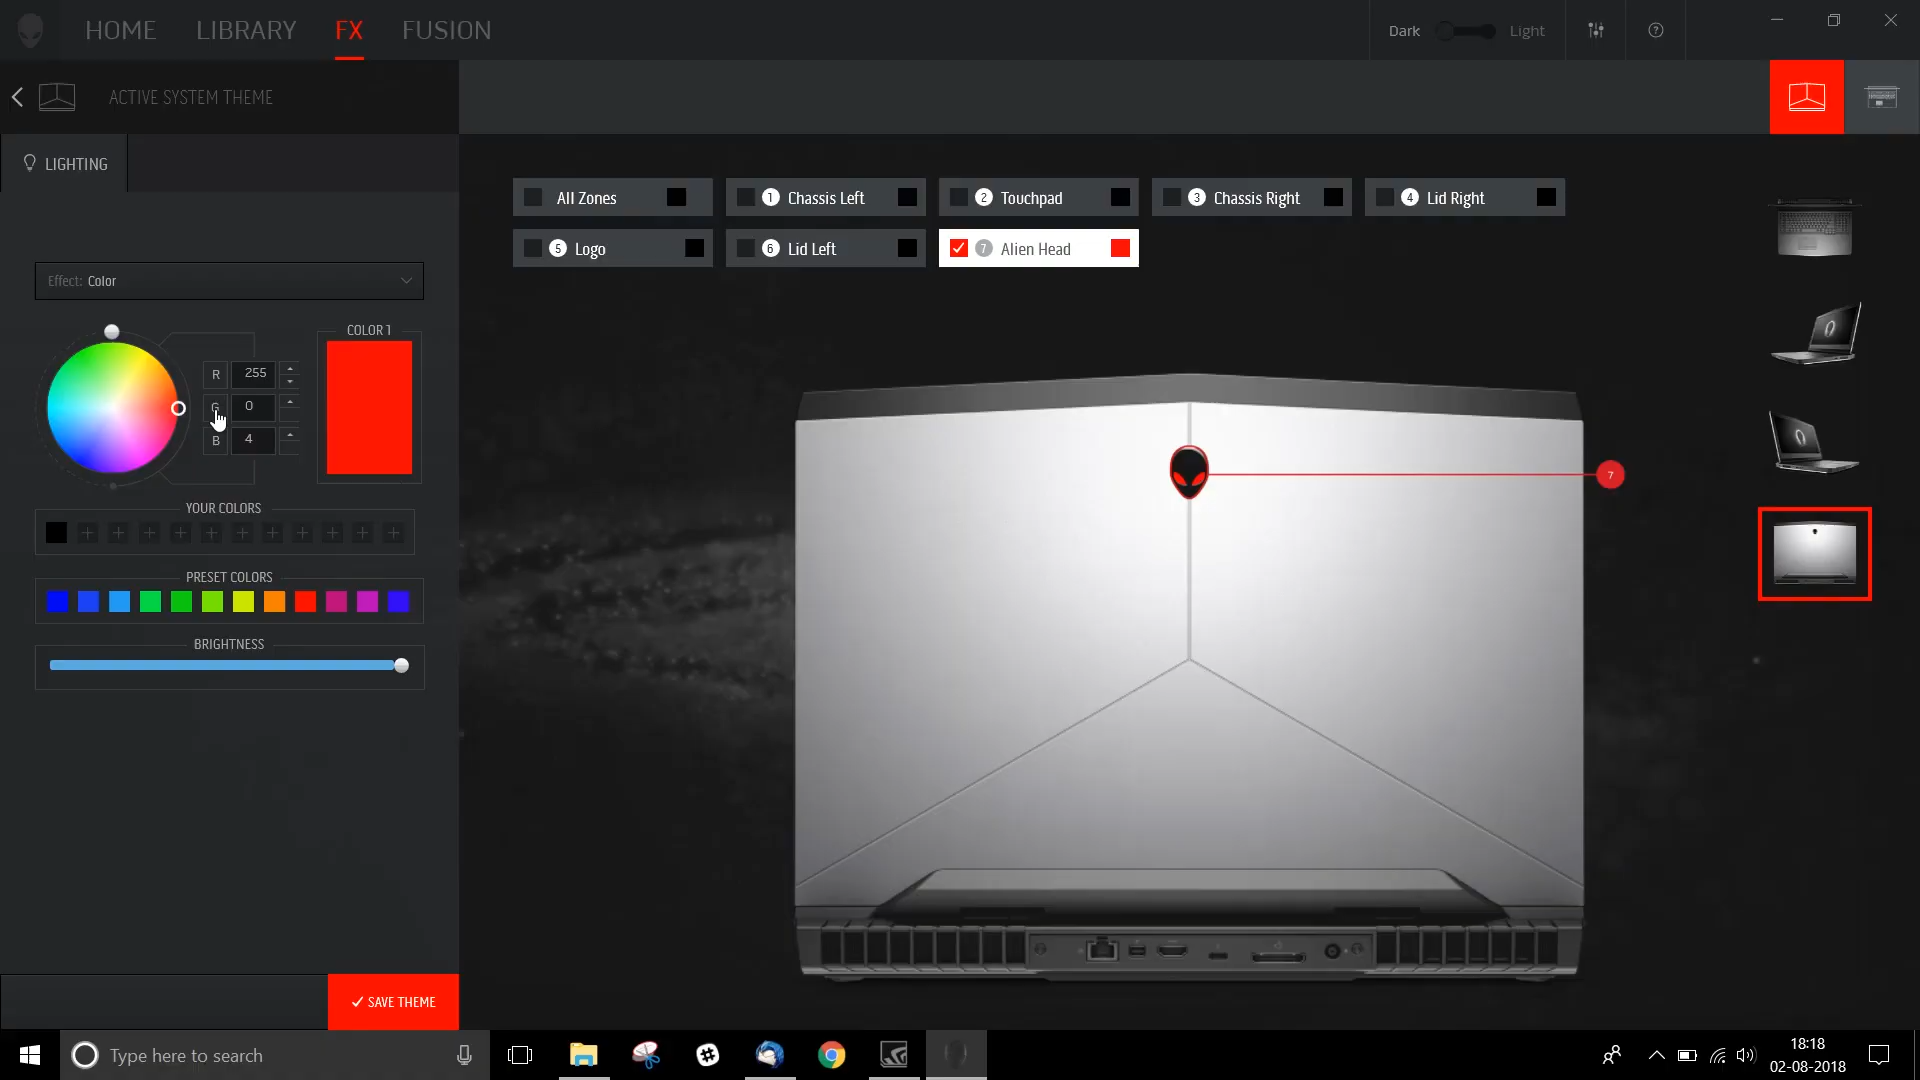 HOME LIBRARY FX FUSION
Dark Light
ACTIVE SYSTEM THEME
LIGHTING
All Zones
1 Chassis Left
2 Touchpad
3 Chassis Right
4 Lid Right
5 Logo
6 Lid Left
7 Alien Head
Effect: Color
COLOR 1
R 255
G 0
B 4
YOUR COLORS
PRESET COLORS
BRIGHTNESS
7
SAVE THEME
Type here to search
18:18
02-08-2018